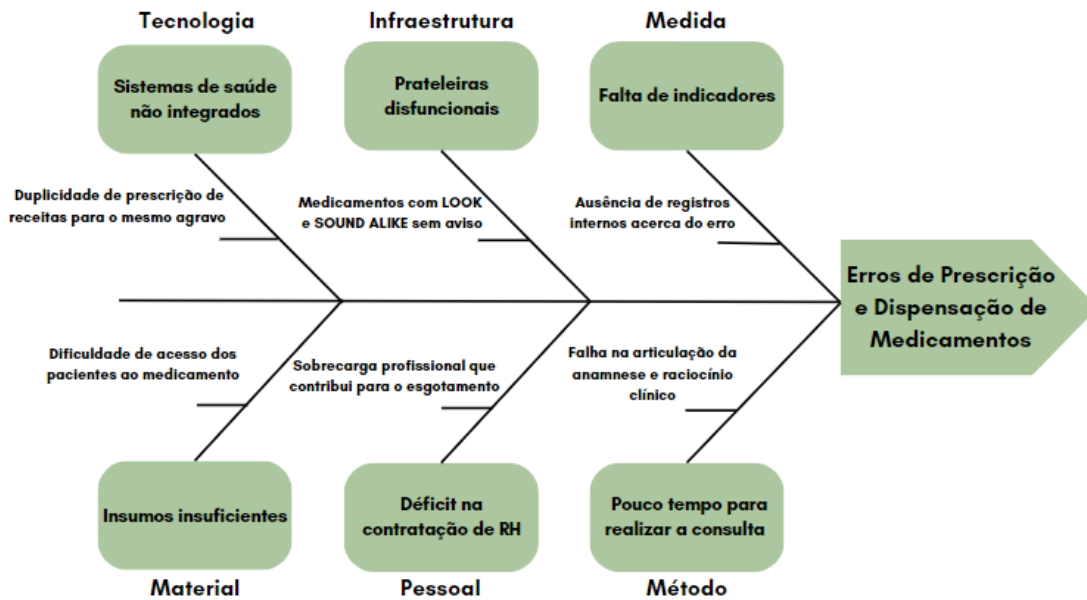 Tecnologia
Infraestrutura
Medida
Sistemas de saúde
não integrados
Prateleiras
disfuncionais
Falta de indicadores
Duplicidade de prescrição de
receitas para o mesmo agravo
Medicamentos com LOOK
e SOUND ALIKE sem aviso
Ausência de registros
internos acerca do erro
Erros de Prescrição
e Dispensação de
Medicamentos
Dificuldade de acesso dos
pacientes ao medicamento
Sobrecarga profissional que
contribui para o esgotamento
Falha na articulação da
anamnese e raciocínio
clínico
Insumos insuficientes
Déficit na
contratação de RH
Pouco tempo para
realizar a consulta
Material
Pessoal
Método